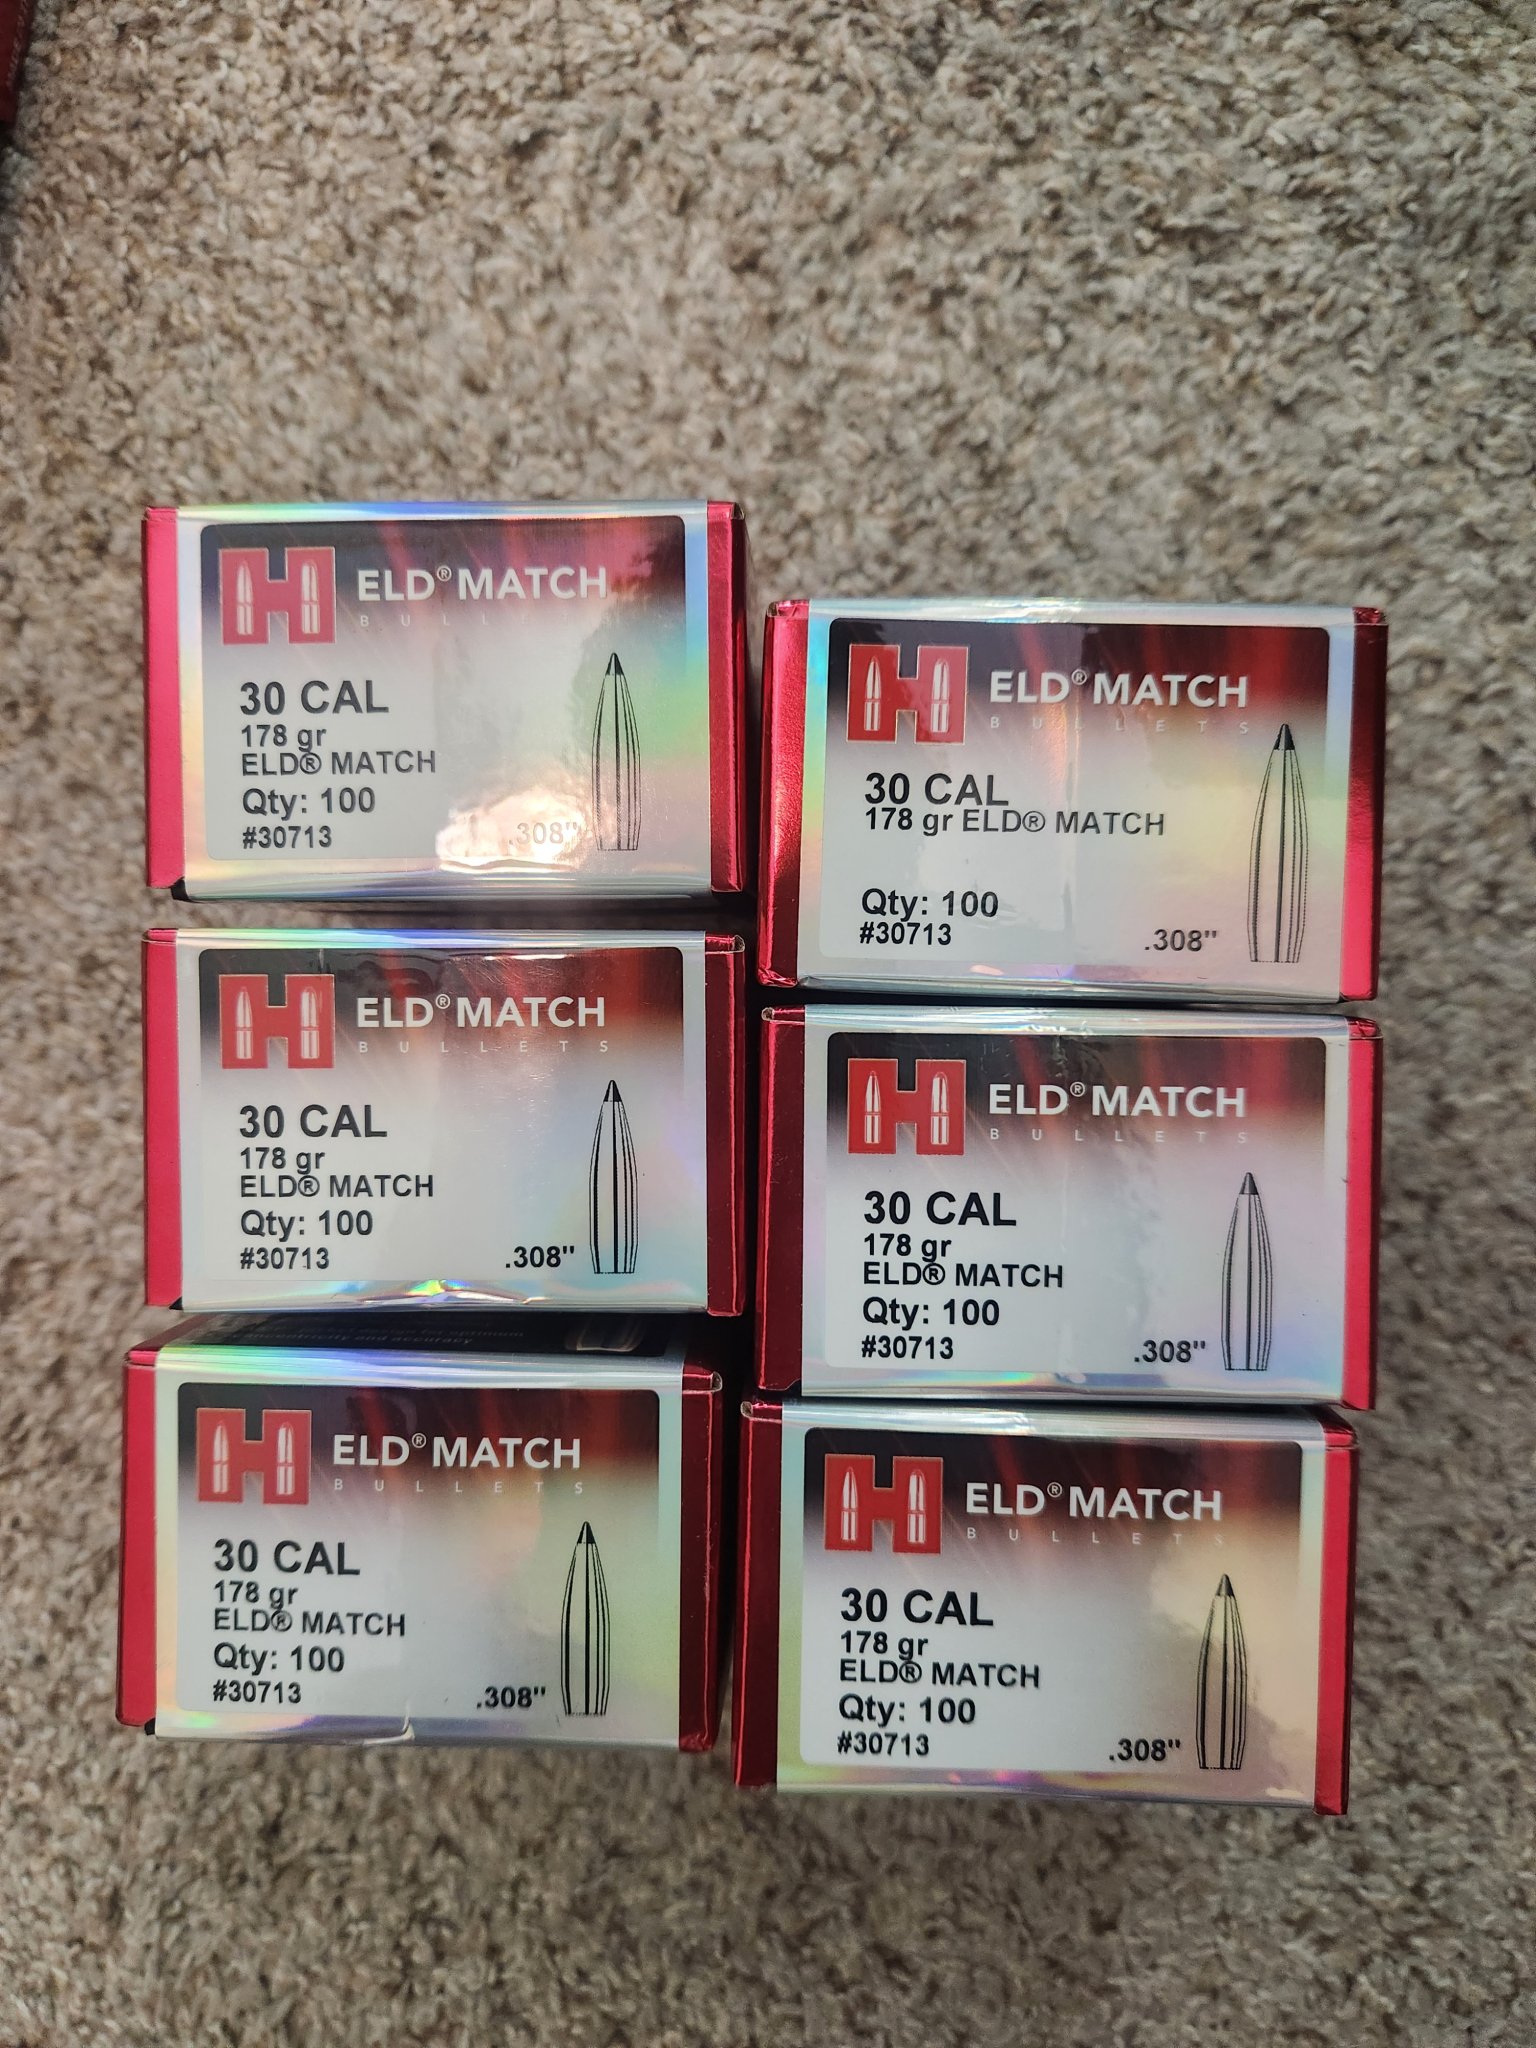 ELD® MATCH
BULLETS
30 CAL
178 gr
ELD® MATCH
Qty: 100
#30713
.308"
ELD® MATCH
BULLETS
30 CAL
178 gr ELD® MATCH
Qty: 100
#30713
.308"
ELD® MATCH
BULLETS
30 CAL
178 gr
ELD® MATCH
Qty: 100
#30713
.308"
ELD® MATCH
BULLETS
30 CAL
178 gr
ELD® MATCH
Qty: 100
#30713
.308"
concentricity and accuracy
ELD® MATCH
BULLETS
30 CAL
178 gr
ELD® MATCH
Qty: 100
#30713
.308"
ELD® MATCH
BULLETS
30 CAL
178 gr
ELD® MATCH
Qty: 100
#30713
.308"